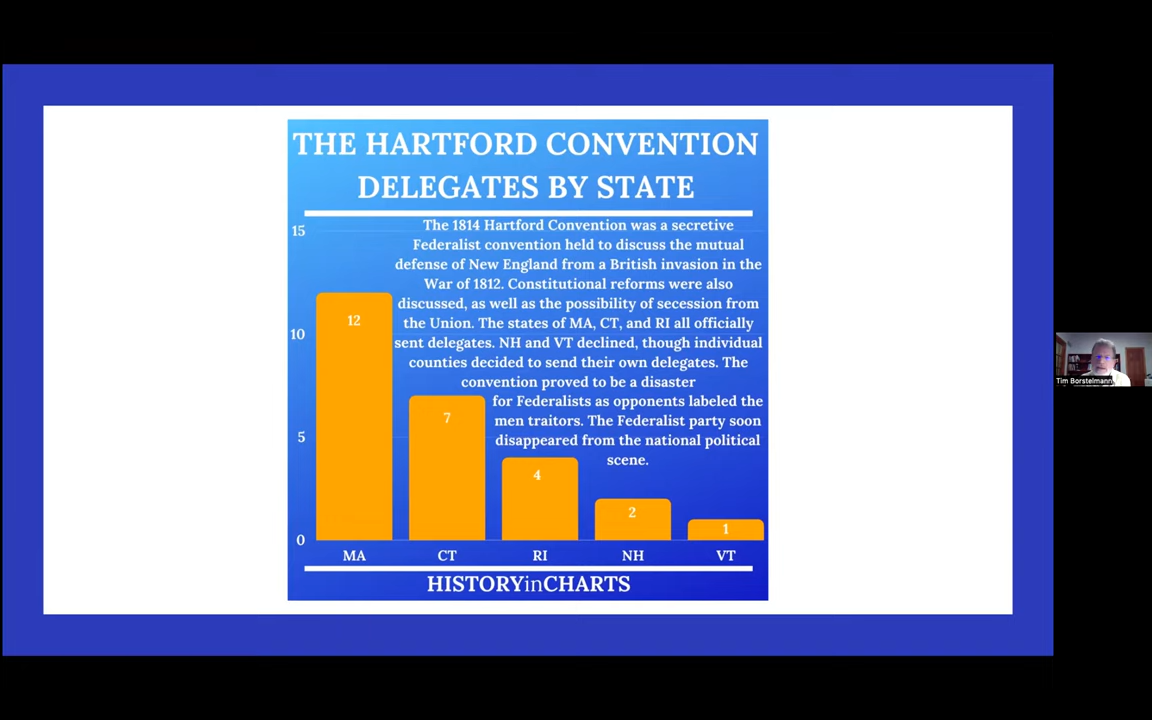 THE HARTFORD CONVENTION
DELEGATES BY STATE
The 1814 Hartford Convention was a secretive
Federalist convention held to discuss the mutual
defense of New England from a British invasion in the
War of 1812. Constitutional reforms were also
discussed, as well as the possibility of secession from
the Union. The states of MA, CT, and RI all officially
sent delegates. NH and VT declined, though individual
counties decided to send their own delegates. The
convention proved to be a disaster
for Federalists as opponents labeled the
men traitors. The Federalist party soon
disappeared from the national political
scene.
15
10
5
0
12
7
4
2
1
MA CT RI NH VT
HISTORYinCHARTS
Tim Borstelmann